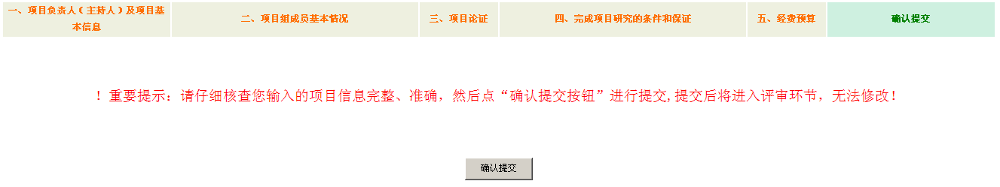 一、项目负责人（主持人）及项目基
本信息
二、项目组成员基本情况
三、项目论证
四、完成项目研究的条件和保证
五、经费预算
确认提交
！重要提示：请仔细核查您输入的项目信息完整、准确，然后点“确认提交按钮”进行提交,提交后将进入评审环节，无法修改！
确认提交